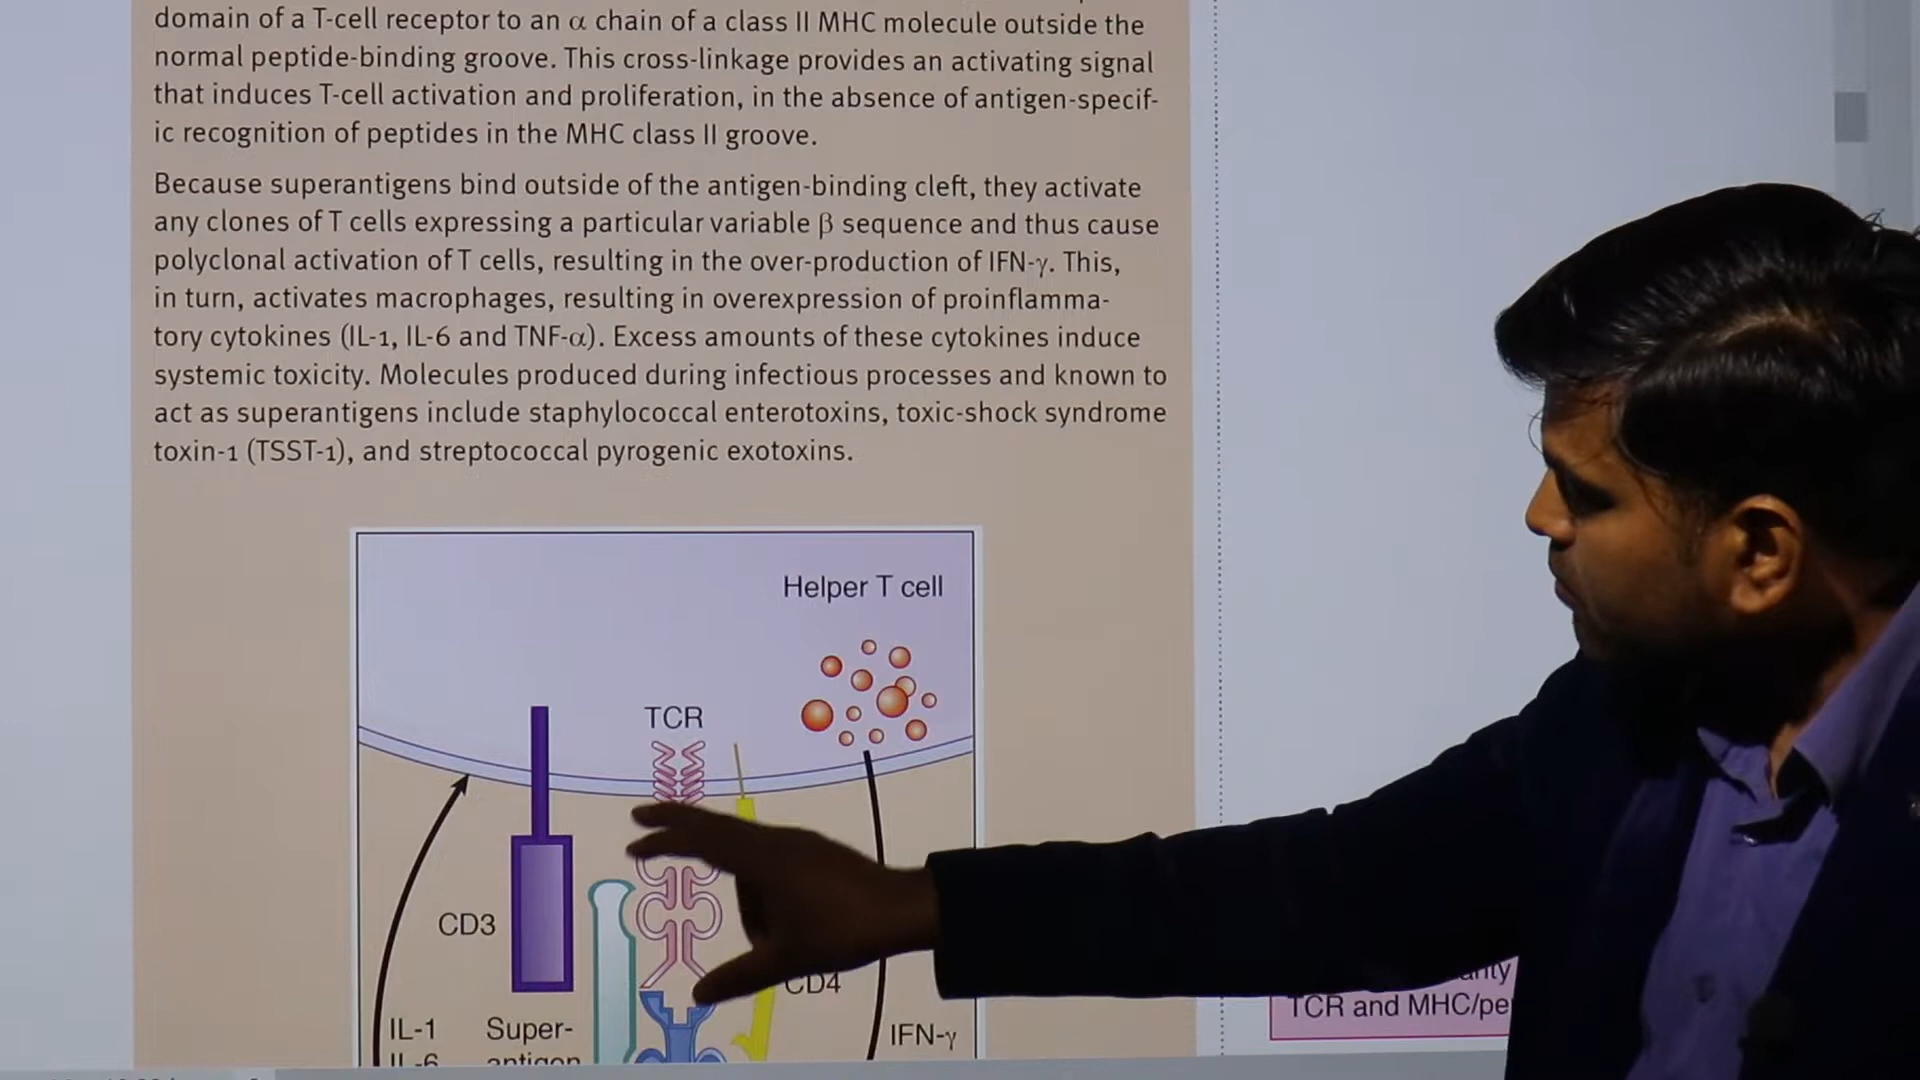 domain of a T-cell receptor to an α chain of a class II MHC molecule outside the
normal peptide-binding groove. This cross-linkage provides an activating signal
that induces T-cell activation and proliferation, in the absence of antigen-specif-
ic recognition of peptides in the MHC class II groove.
Because superantigens bind outside of the antigen-binding cleft, they activate
any clones of T cells expressing a particular variable β sequence and thus cause
polyclonal activation of T cells, resulting in the over-production of IFN-γ. This,
in turn, activates macrophages, resulting in overexpression of proinflamma-
tory cytokines (IL-1, IL-6 and TNF-α). Excess amounts of these cytokines induce
systemic toxicity. Molecules produced during infectious processes and known to
act as superantigens include staphylococcal enterotoxins, toxic-shock syndrome
toxin-1 (TSST-1), and streptococcal pyrogenic exotoxins.
Helper T cell
TCR
CD3
CD4
IL-1
IL-6
Super-
antigen
IFN-γ
TCR and MHC/pe